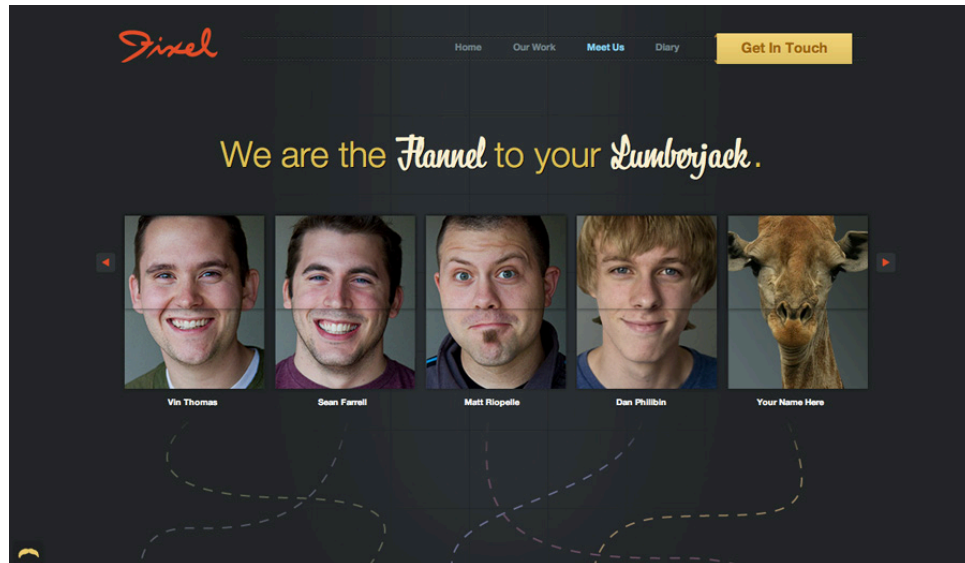 Fixel
Home Our Work Meet Us Diary Get In Touch
We are the Flannel to your Lumberjack.
Vin Thomas Sean Farrell Matt Riopelle Dan Philibin Your Name Here